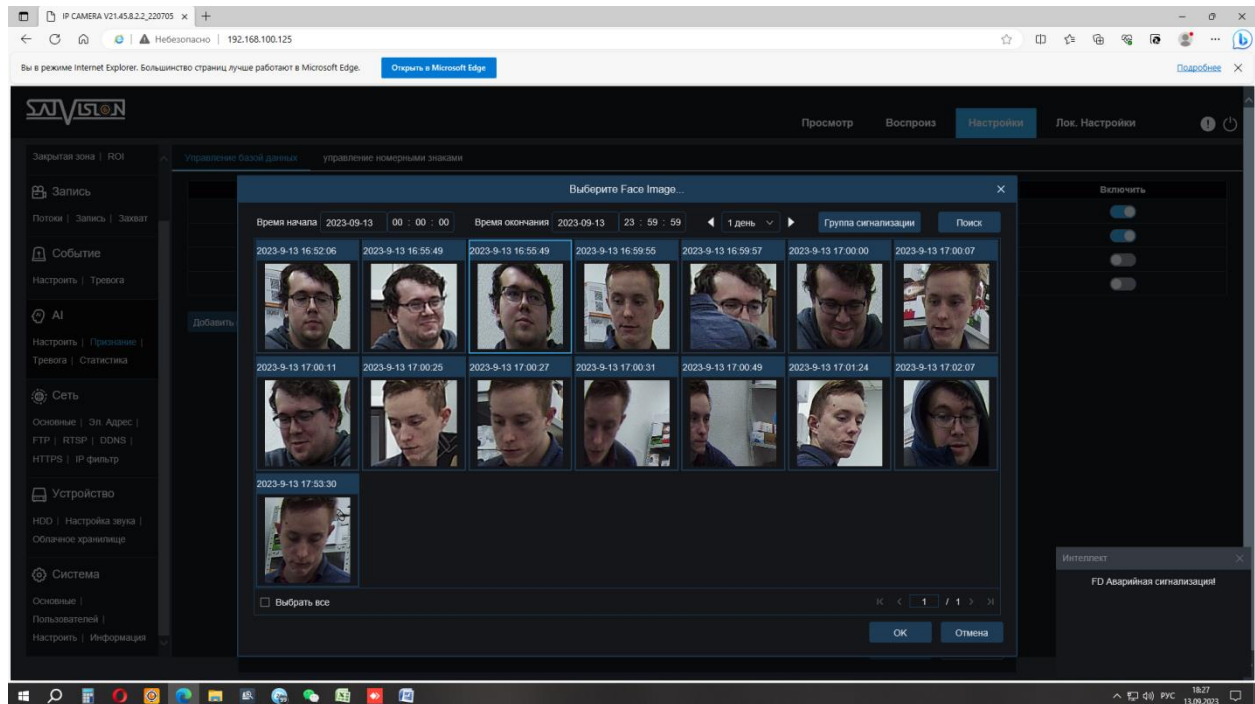 IP CAMERA V21.45.8.2.2_220705
Небезопасно 192.168.100.125
Вы в режиме Internet Explorer. Большинство страниц лучше работают в Microsoft Edge. Открыть в Microsoft Edge Подробнее
SATVISION
Просмотр Воспроиз Настройки Лок. Настройки
Закрытая зона | ROI
Управление базой данных управление номерными знаками
Выберите Face Image...
Запись
Включить
Потоки | Запись | Захват
Время начала 2023-09-13 00 : 00 : 00 Время окончания 2023-09-13 23 : 59 : 59 1 день Группа сигнализации Поиск
Событие
Настроить | Тревога
2023-9-13 16:52:06 2023-9-13 16:55:49 2023-9-13 16:55:49 2023-9-13 16:59:55 2023-9-13 16:59:57 2023-9-13 17:00:00 2023-9-13 17:00:07
AI
Добавить
Настроить | Признание |
Тревога | Статистика
2023-9-13 17:00:11 2023-9-13 17:00:25 2023-9-13 17:00:27 2023-9-13 17:00:31 2023-9-13 17:00:49 2023-9-13 17:01:24 2023-9-13 17:02:07
Сеть
Основные | Эл. Адрес |
FTP | RTSP | DDNS |
HTTPS | IP фильтр
2023-9-13 17:53:30
Устройство
HDD | Настройка звука |
Облачное хранилище
Система
Основные |
Пользователей |
Настроить | Информация
Выбрать все
1 / 1
OK Отмена
Интеллект
FD Аварийная сигнализация!
РУС 18:27
13.09.2023